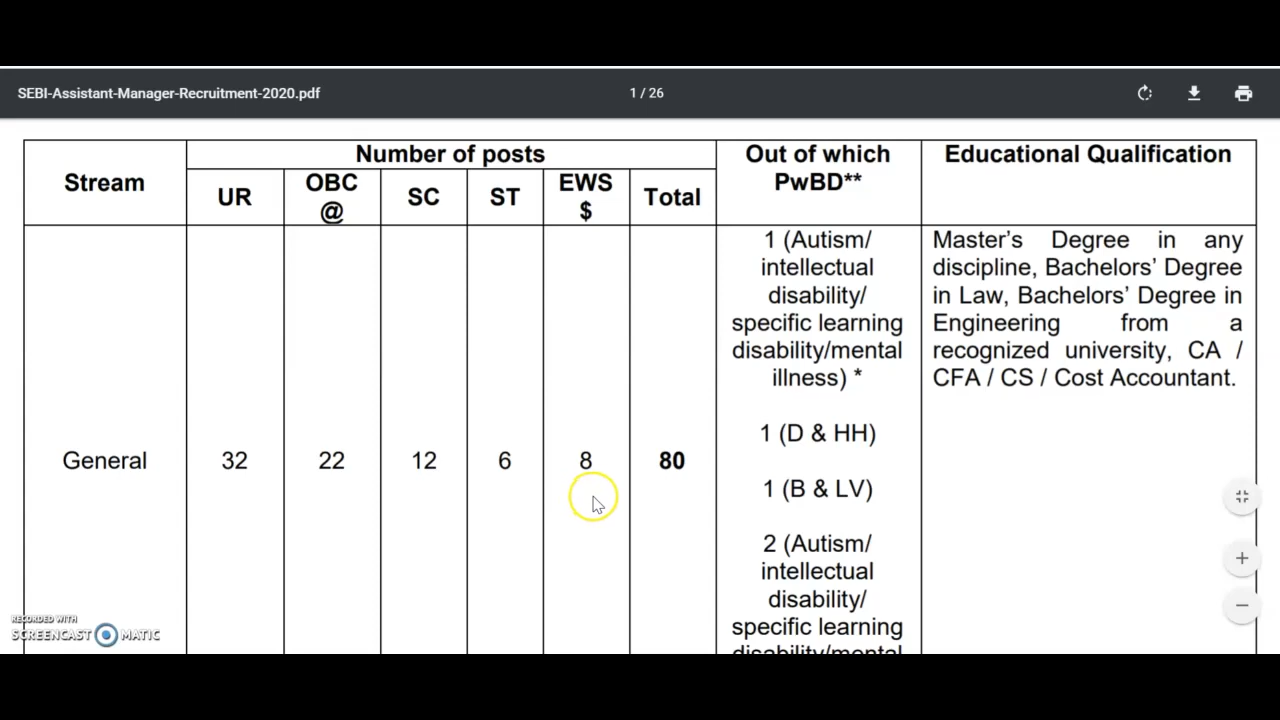 SEBI-Assistant-Manager-Recruitment-2020.pdf
1 / 26
Stream
Number of posts
UR
OBC
@
SC
ST
EWS
$
Total
Out of which
PwBD**
Educational Qualification
General
32
22
12
6
8
80
1 (Autism/
intellectual
disability/
specific learning
disability/mental
illness) *
1 (D & HH)
1 (B & LV)
2 (Autism/
intellectual
disability/
specific learning
disability/mental
Master's Degree in any
discipline, Bachelors' Degree
in Law, Bachelors' Degree in
Engineering from a
recognized university, CA /
CFA / CS / Cost Accountant.
RECORDED WITH
SCREENCAST MATIC